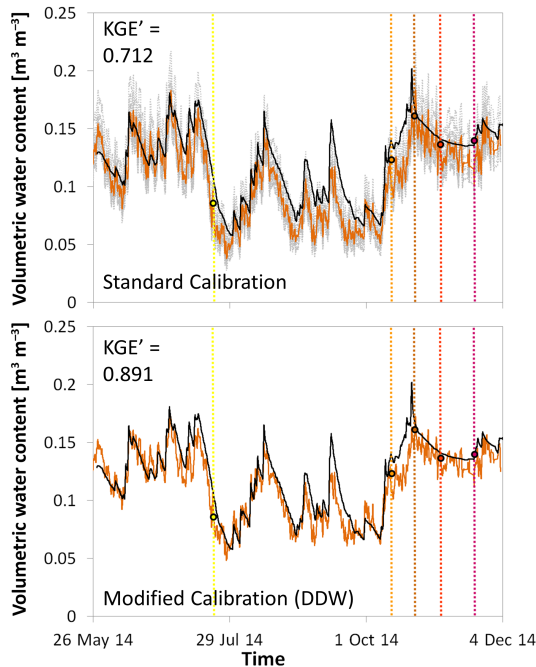 Volumetric water content [m³ m⁻³]
0.25
0.2
0.15
0.1
0.05
0
KGE’ =
0.712
Standard Calibration
Volumetric water content [m³ m⁻³]
0.25
0.2
0.15
0.1
0.05
0
KGE’ =
0.891
Modified Calibration (DDW)
26 May 14 29 Jul 14 1 Oct 14 4 Dec 14
Time